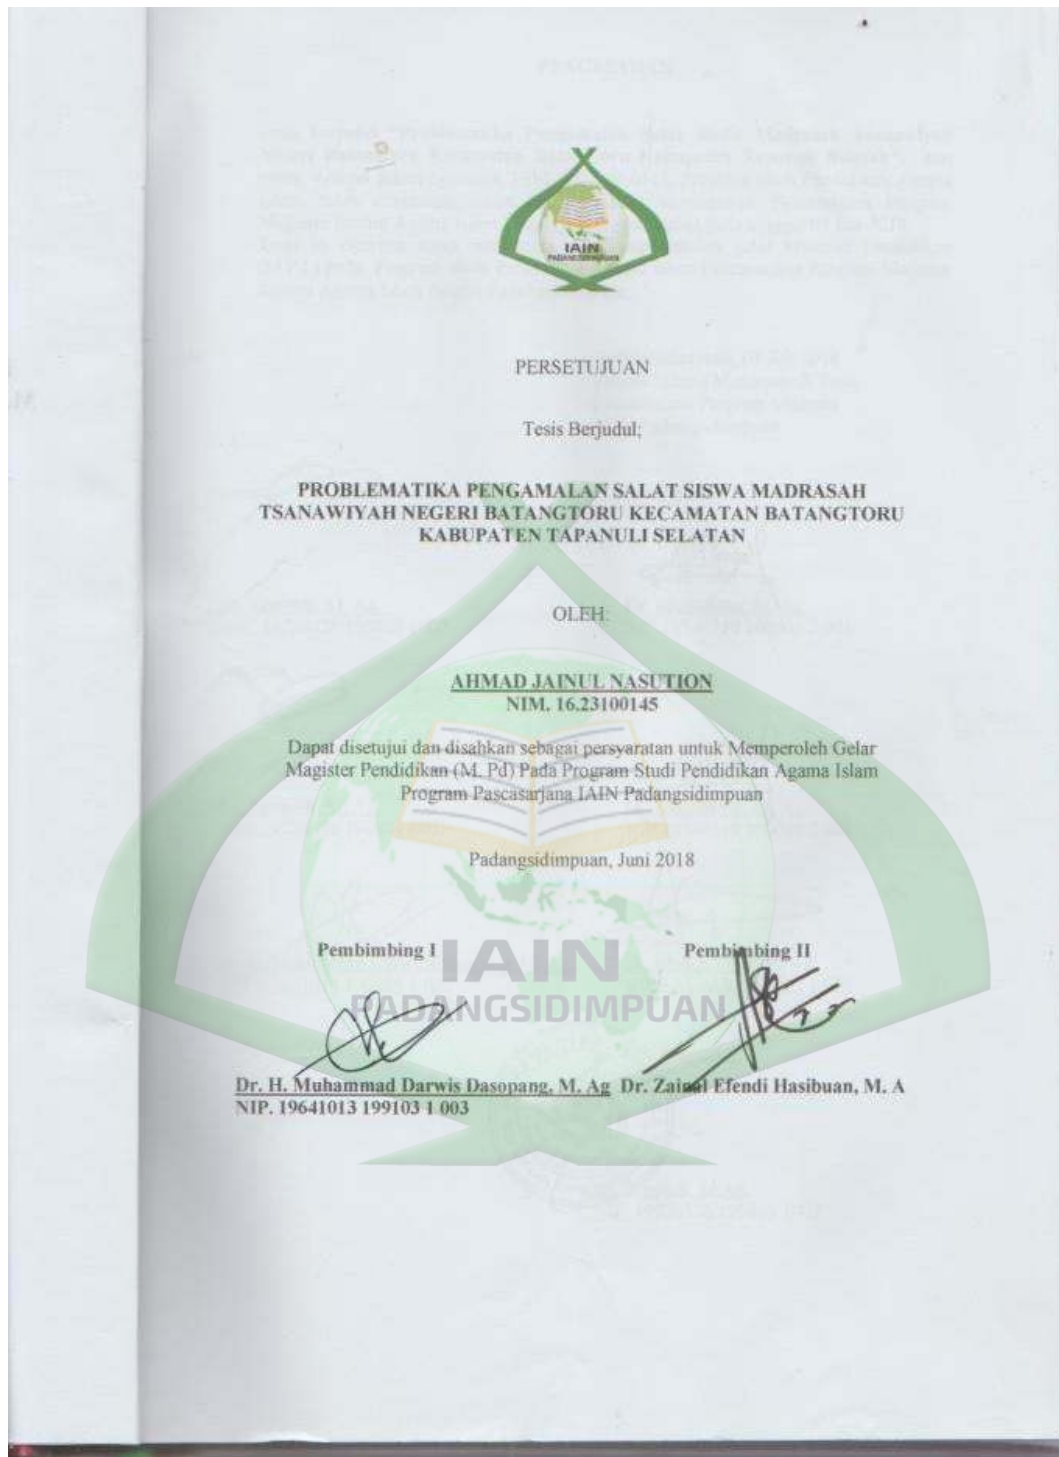 IAIN
PADANGSIDIMPUAN
PERSETUJUAN
Tesis Berjudul;
PROBLEMATIKA PENGAMALAN SALAT SISWA MADRASAH
TSANAWIYAH NEGERI BATANGTORU KECAMATAN BATANGTORU
KABUPATEN TAPANULI SELATAN
OLEH:
AHMAD JAINUL NASUTION
NIM. 16.23100145
Dapat disetujui dan disahkan sebagai persyaratan untuk Memperoleh Gelar
Magister Pendidikan (M. Pd) Pada Program Studi Pendidikan Agama Islam
Program Pascasarjana IAIN Padangsidimpuan
Padangsidimpuan, Juni 2018
Pembimbing I Pembimbing II
IAIN
PADANGSIDIMPUAN
Dr. H. Muhammad Darwis Dasopang, M. Ag Dr. Zainal Efendi Hasibuan, M. A
NIP. 19641013 199103 1 003